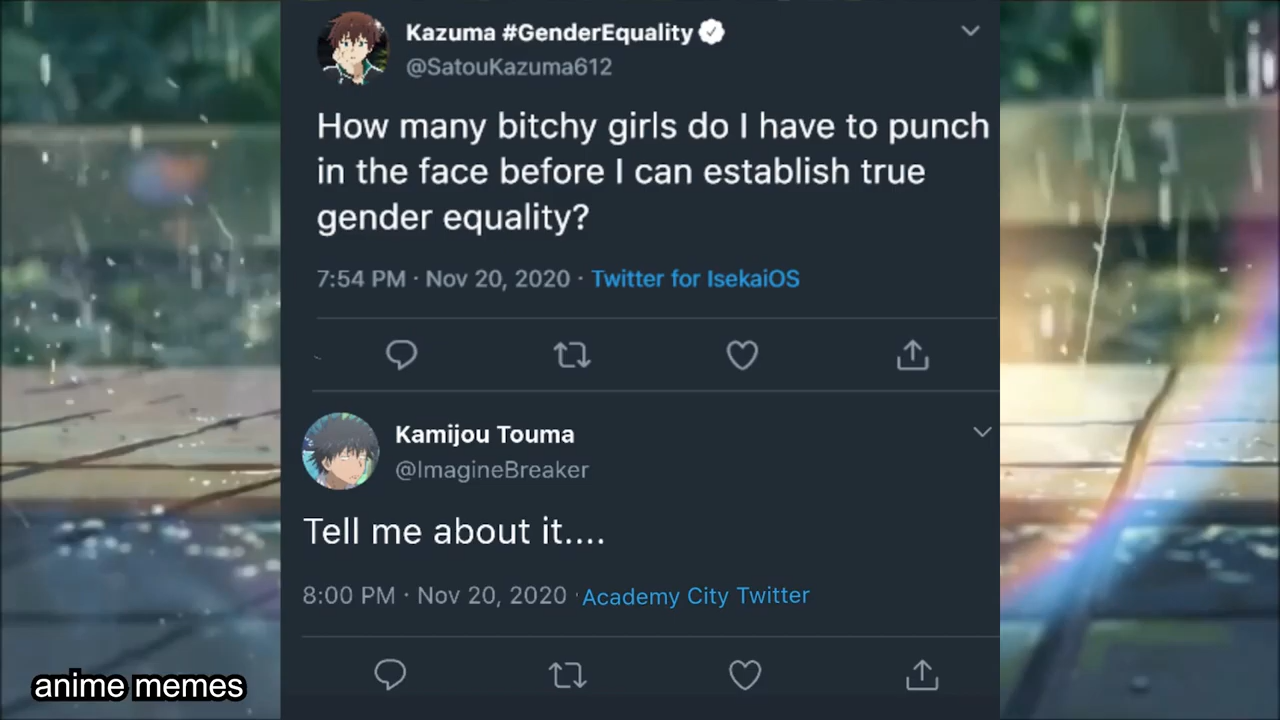 Kazuma #GenderEquality
@SatouKazuma612
How many bitchy girls do I have to punch
in the face before I can establish true
gender equality?
7:54 PM · Nov 20, 2020 · Twitter for IsekaiOS
Kamijou Touma
@ImagineBreaker
Tell me about it....
8:00 PM · Nov 20, 2020 · Academy City Twitter
anime memes